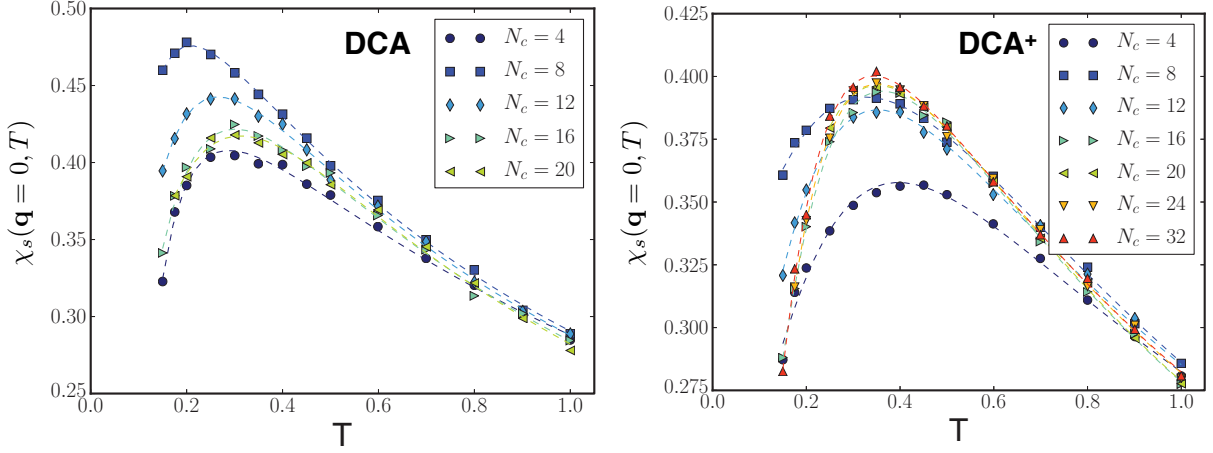 DCA
0.50
0.45
0.40
0.35
0.30
0.25
χ_s(q = 0, T)
N_c = 4
N_c = 8
N_c = 12
N_c = 16
N_c = 20
0.0 0.2 0.4 0.6 0.8 1.0
T
DCA⁺
0.425
0.400
0.375
0.350
0.325
0.300
0.275
χ_s(q = 0, T)
N_c = 4
N_c = 8
N_c = 12
N_c = 16
N_c = 20
N_c = 24
N_c = 32
0.0 0.2 0.4 0.6 0.8 1.0
T